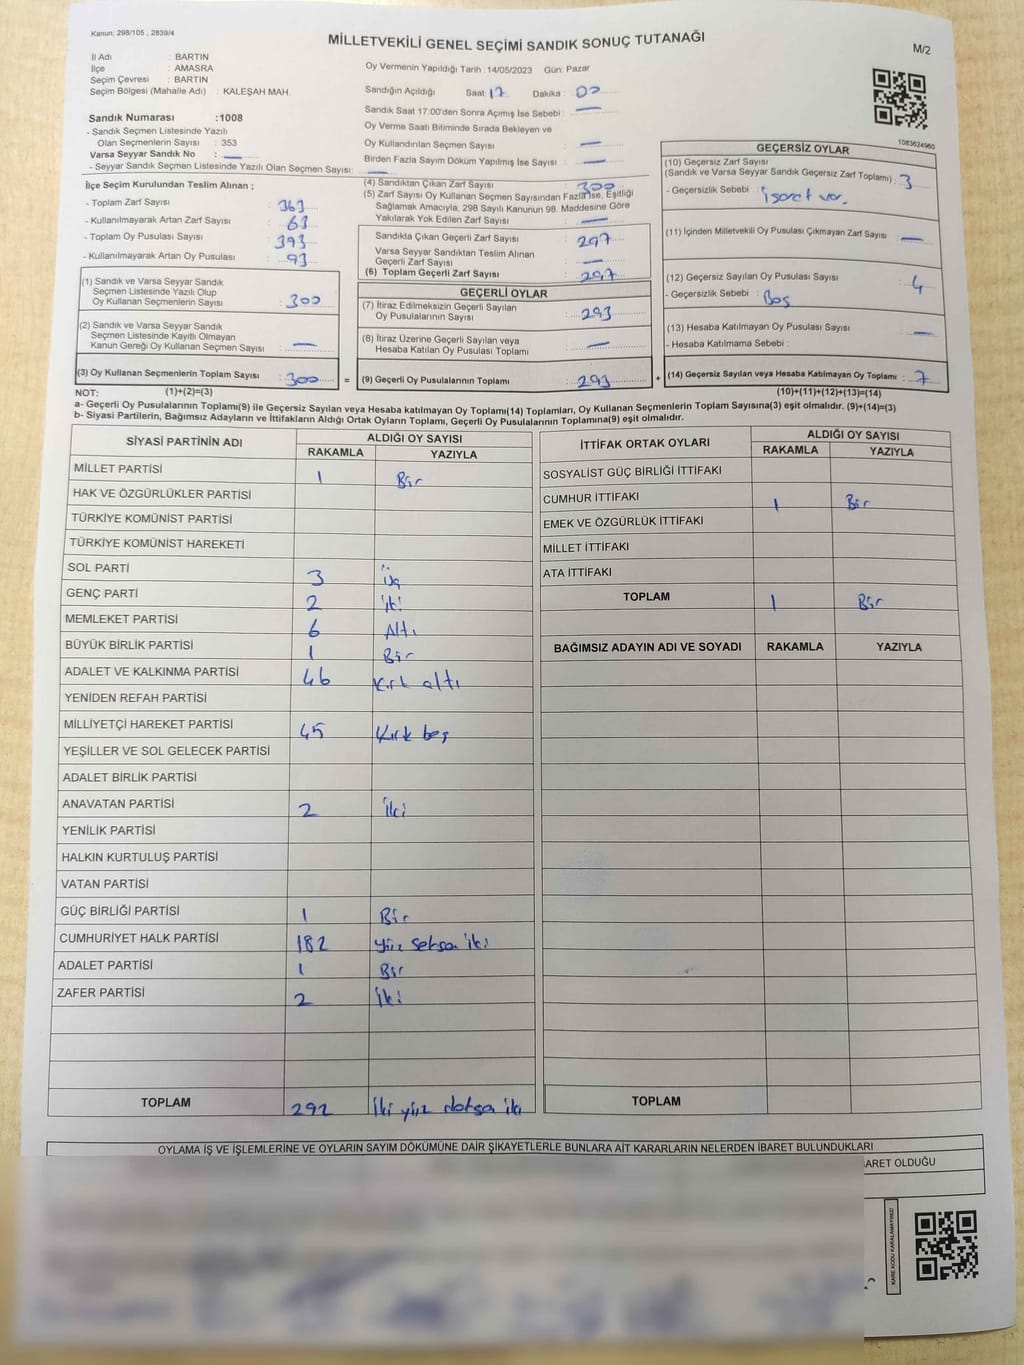 Kanun; 298/105 , 2839/4
MİLLETVEKİLİ GENEL SEÇİMİ SANDIK SONUÇ TUTANAĞI
M/2
İl Adı : BARTIN
İlçe : AMASRA
Seçim Çevresi : BARTIN
Seçim Bölgesi (Mahalle Adı) : KALEŞAH MAH.
Oy Vermenin Yapıldığı Tarih : 14/05/2023 Gün: Pazar
Sandığın Açıldığı Saat : 17 Dakika : 00
Sandık Saat 17:00'den Sonra Açımış İse Sebebi : —
Oy Verme Saati Bitiminde Sırada Bekleyen ve
Oy Kullandırılan Seçmen Sayısı : —
Birden Fazla Sayım Döküm Yapılmış İse Sayısı : —
Sandık Numarası :1008
- Sandık Seçmen Listesinde Yazılı
Olan Seçmenlerin Sayısı : 353
Varsa Seyyar Sandık No : —
- Seyyar Sandık Seçmen Listesinde Yazılı Olan Seçmen Sayısı: —
1083624960
İlçe Seçim Kurulundan Teslim Alınan ;
- Toplam Zarf Sayısı : 363
- Kullanılmayarak Artan Zarf Sayısı : 63
- Toplam Oy Pusulası Sayısı : 393
- Kullanılmayarak Artan Oy Pusulası : 93
(1) Sandık ve Varsa Seyyar Sandık
Seçmen Listesinde Yazılı Olup
Oy Kullanan Seçmenlerin Sayısı : 300
(2) Sandık ve Varsa Seyyar Sandık
Seçmen Listesinde Kayıtlı Olmayan
Kanun Gereği Oy Kullanan Seçmen Sayısı : —
(3) Oy Kullanan Seçmenlerin Toplam Sayısı : 300 =
(4) Sandıktan Çıkan Zarf Sayısı : 300
(5) Zarf Sayısı Oy Kullanan Seçmen Sayısından Fazla İse, Eşitliği
Sağlamak Amacıyla; 298 Sayılı Kanunun 98. Maddesine Göre
Yakılarak Yok Edilen Zarf Sayısı : —
Sandıkta Çıkan Geçerli Zarf Sayısı : 297
Varsa Seyyar Sandıktan Teslim Alınan
Geçerli Zarf Sayısı : —
(6) Toplam Geçerli Zarf Sayısı : 297
GEÇERLİ OYLAR
(7) İtiraz Edilmeksizin Geçerli Sayılan
Oy Pusulalarının Sayısı : 293
(8) İtiraz Üzerine Geçerli Sayılan veya
Hesaba Katılan Oy Pusulası Toplamı : —
(9) Geçerli Oy Pusulalarının Toplamı : 293 +
GEÇERSİZ OYLAR
(10) Geçersiz Zarf Sayısı
(Sandık ve Varsa Seyyar Sandık Geçersiz Zarf Toplamı) : 3
- Geçersizlik Sebebi : işaret var.
(11) İçinden Milletvekili Oy Pusulası Çıkmayan Zarf Sayısı : —
(12) Geçersiz Sayılan Oy Pusulası Sayısı : 4
- Geçersizlik Sebebi : Boş
(13) Hesaba Katılmayan Oy Pusulası Sayısı : —
- Hesaba Katılmama Sebebi :
(14) Geçersiz Sayılan veya Hesaba Katılmayan Oy Toplamı : 7
NOT: (1)+(2)=(3)
(10)+(11)+(12)+(13)=(14)
a- Geçerli Oy Pusulalarının Toplamı(9) ile Geçersiz Sayılan veya Hesaba katılmayan Oy Toplamı(14) Toplamları, Oy Kullanan Seçmenlerin Toplam Sayısına(3) eşit olmalıdır. (9)+(14)=(3)
b- Siyasi Partilerin, Bağımsız Adayların ve İttifakların Aldığı Ortak Oyların Toplamı, Geçerli Oy Pusulalarının Toplamına(9) eşit olmalıdır.
SİYASİ PARTİNİN ADI ALDIĞI OY SAYISI
RAKAMLA YAZIYLA
MİLLET PARTİSİ 1 Bir
HAK VE ÖZGÜRLÜKLER PARTİSİ
TÜRKİYE KOMÜNİST PARTİSİ
TÜRKİYE KOMÜNİST HAREKETİ
SOL PARTİ 3 üç
GENÇ PARTİ 2 iki
MEMLEKET PARTİSİ 6 Altı
BÜYÜK BİRLİK PARTİSİ 1 Bir
ADALET VE KALKINMA PARTİSİ 46 Kırk altı
YENİDEN REFAH PARTİSİ
MİLLİYETÇİ HAREKET PARTİSİ 45 Kırk beş
YEŞİLLER VE SOL GELECEK PARTİSİ
ADALET BİRLİK PARTİSİ
ANAVATAN PARTİSİ 2 İki
YENİLİK PARTİSİ
HALKIN KURTULUŞ PARTİSİ
VATAN PARTİSİ
GÜÇ BİRLİĞİ PARTİSİ 1 Bir
CUMHURİYET HALK PARTİSİ 182 Yüz seksen iki
ADALET PARTİSİ 1 Bir
ZAFER PARTİSİ 2 İki
TOPLAM 292 İki yüz doksan iki
İTTİFAK ORTAK OYLARI ALDIĞI OY SAYISI
RAKAMLA YAZIYLA
SOSYALİST GÜÇ BİRLİĞİ İTTİFAKI
CUMHUR İTTİFAKI 1 Bir
EMEK VE ÖZGÜRLÜK İTTİFAKI
MİLLET İTTİFAKI
ATA İTTİFAKI
TOPLAM 1 Bir
BAĞIMSIZ ADAYIN ADI VE SOYADI RAKAMLA YAZIYLA
TOPLAM
OYLAMA İŞ VE İŞLEMLERİNE VE OYLARIN SAYIM DÖKÜMÜNE DAİR ŞİKAYETLERLE BUNLARA AİT KARARLARIN NELERDEN İBARET BULUNDUKLARI
BARET OLDUĞU
KARE KODU KARALAMAYINIZ!